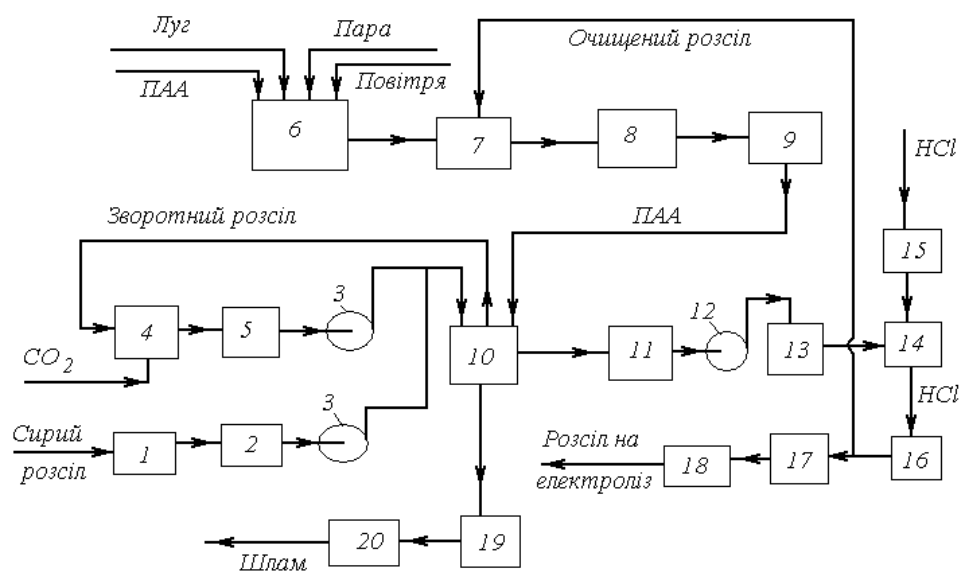 Луг
Пара
Очищений розсіл
ПАА
Повітря
6
7
8
9
HCl
Зворотний розсіл
ПАА
15
3
12
4
5
10
11
13
14
CO2
3
HCl
Сирий
розсіл
1
2
Розсіл на
електроліз
18
17
16
20
19
Шлам